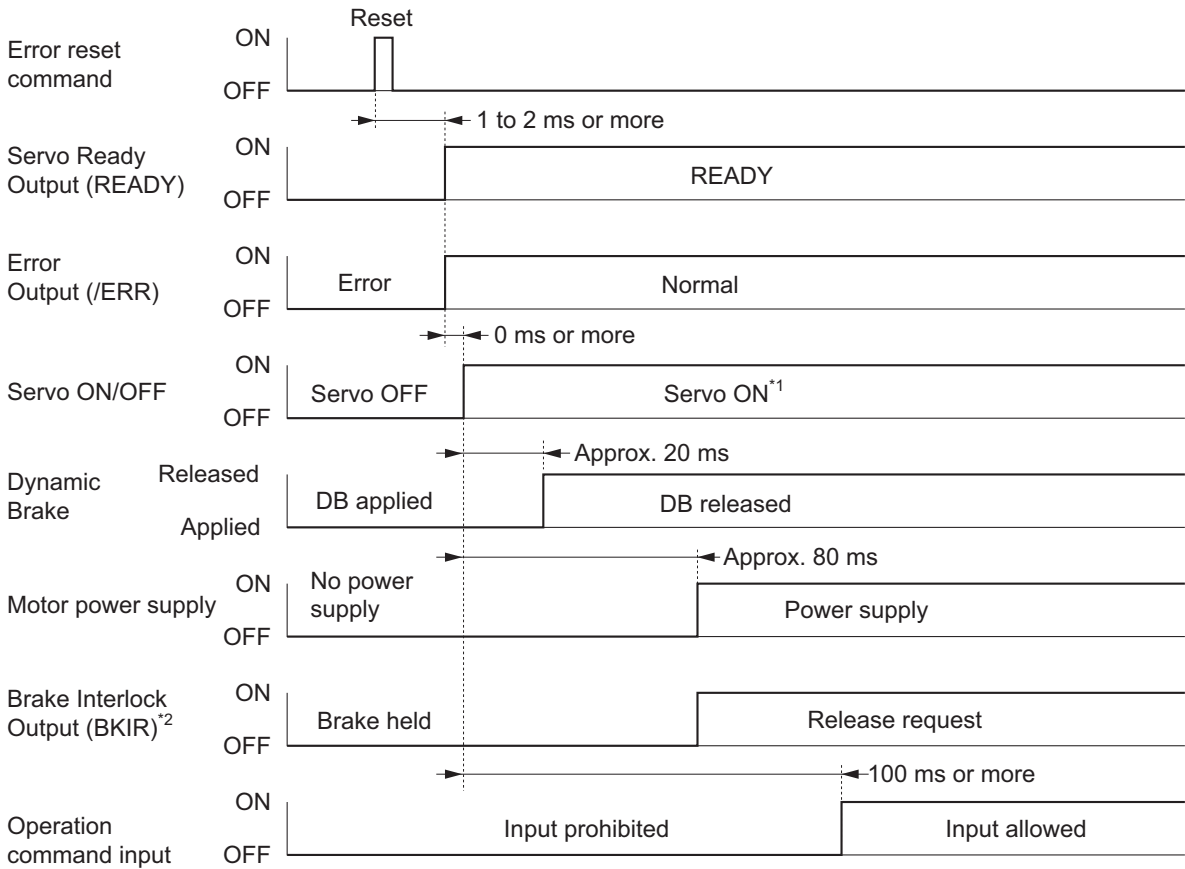 Reset
Error reset
command
ON
OFF
1 to 2 ms or more
Servo Ready
Output (READY)
ON
OFF
READY
Error
Output (/ERR)
ON
OFF
Error
Normal
0 ms or more
Servo ON/OFF
ON
OFF
Servo OFF
Servo ON*1
Approx. 20 ms
Dynamic
Brake
Released
Applied
DB applied
DB released
Approx. 80 ms
Motor power supply
ON
OFF
No power
supply
Power supply
Brake Interlock
Output (BKIR)*2
ON
OFF
Brake held
Release request
100 ms or more
Operation
command input
ON
OFF
Input prohibited
Input allowed